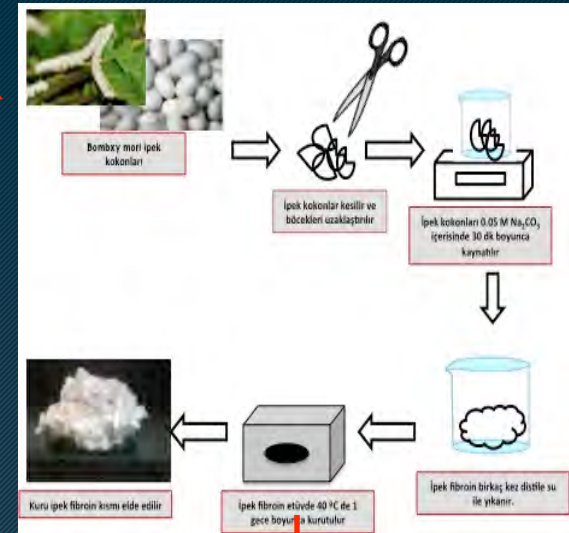 Bombxy mori ipek
kokonları
İpek kokonlar kesilir ve
böcekleri uzaklaştırılır
İpek kokonları 0.05 M Na₂CO₃
içerisinde 30 dk boyunca
kaynatılır
İpek fibroin birkaç kez distile su
ile yıkanır.
İpek fibroin etüvde 40 ºC de 1
gece boyunca kurutulur
Kuru ipek fibroin kısmı elde edilir